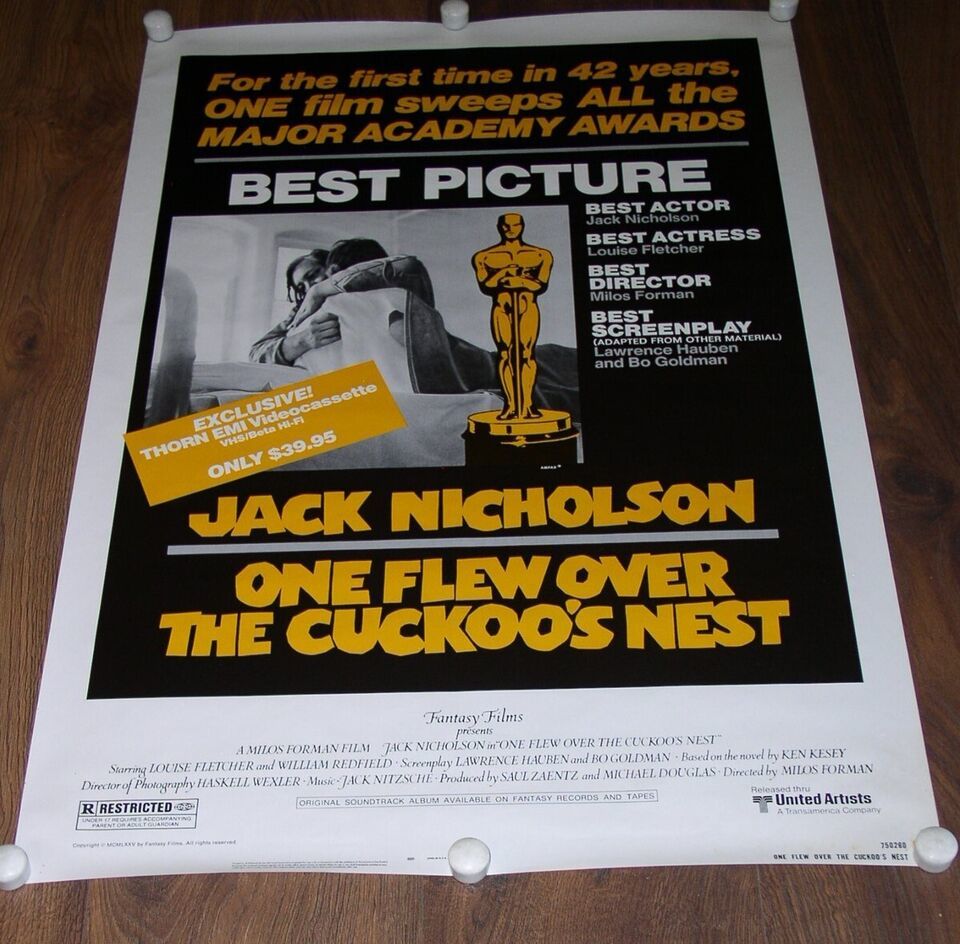 For the first time in 42 years,
ONE film sweeps ALL the
MAJOR ACADEMY AWARDS
BEST PICTURE
BEST ACTOR
Jack Nicholson
BEST ACTRESS
Louise Fletcher
BEST
DIRECTOR
Milos Forman
BEST
SCREENPLAY
(ADAPTED FROM OTHER MATERIAL)
Lawrence Hauben
and Bo Goldman
EXCLUSIVE!
THORN EMI Videocassette
VHS/Beta Hi-Fi
ONLY $39.95
JACK NICHOLSON
ONE FLEW OVER
THE CUCKOO'S NEST
Fantasy Films
presents
A MILOS FORMAN FILM JACK NICHOLSON in "ONE FLEW OVER THE CUCKOO'S NEST"
Starring LOUISE FLETCHER and WILLIAM REDFIELD · Screenplay LAWRENCE HAUBEN and BO GOLDMAN · Based on the novel by KEN KESEY
Director of Photography HASKELL WEXLER · Music - JACK NITZSCHE · Produced by SAUL ZAENTZ and MICHAEL DOUGLAS · Directed by MILOS FORMAN
ORIGINAL SOUNDTRACK ALBUM AVAILABLE ON FANTASY RECORDS AND TAPES
R RESTRICTED
UNDER 17 REQUIRES ACCOMPANYING
PARENT OR ADULT GUARDIAN
Released thru
United Artists
A Transamerica Company
Copyright © MCMLXXV by Fantasy Films. All rights reserved.
750260
ONE FLEW OVER THE CUCKOO'S NEST